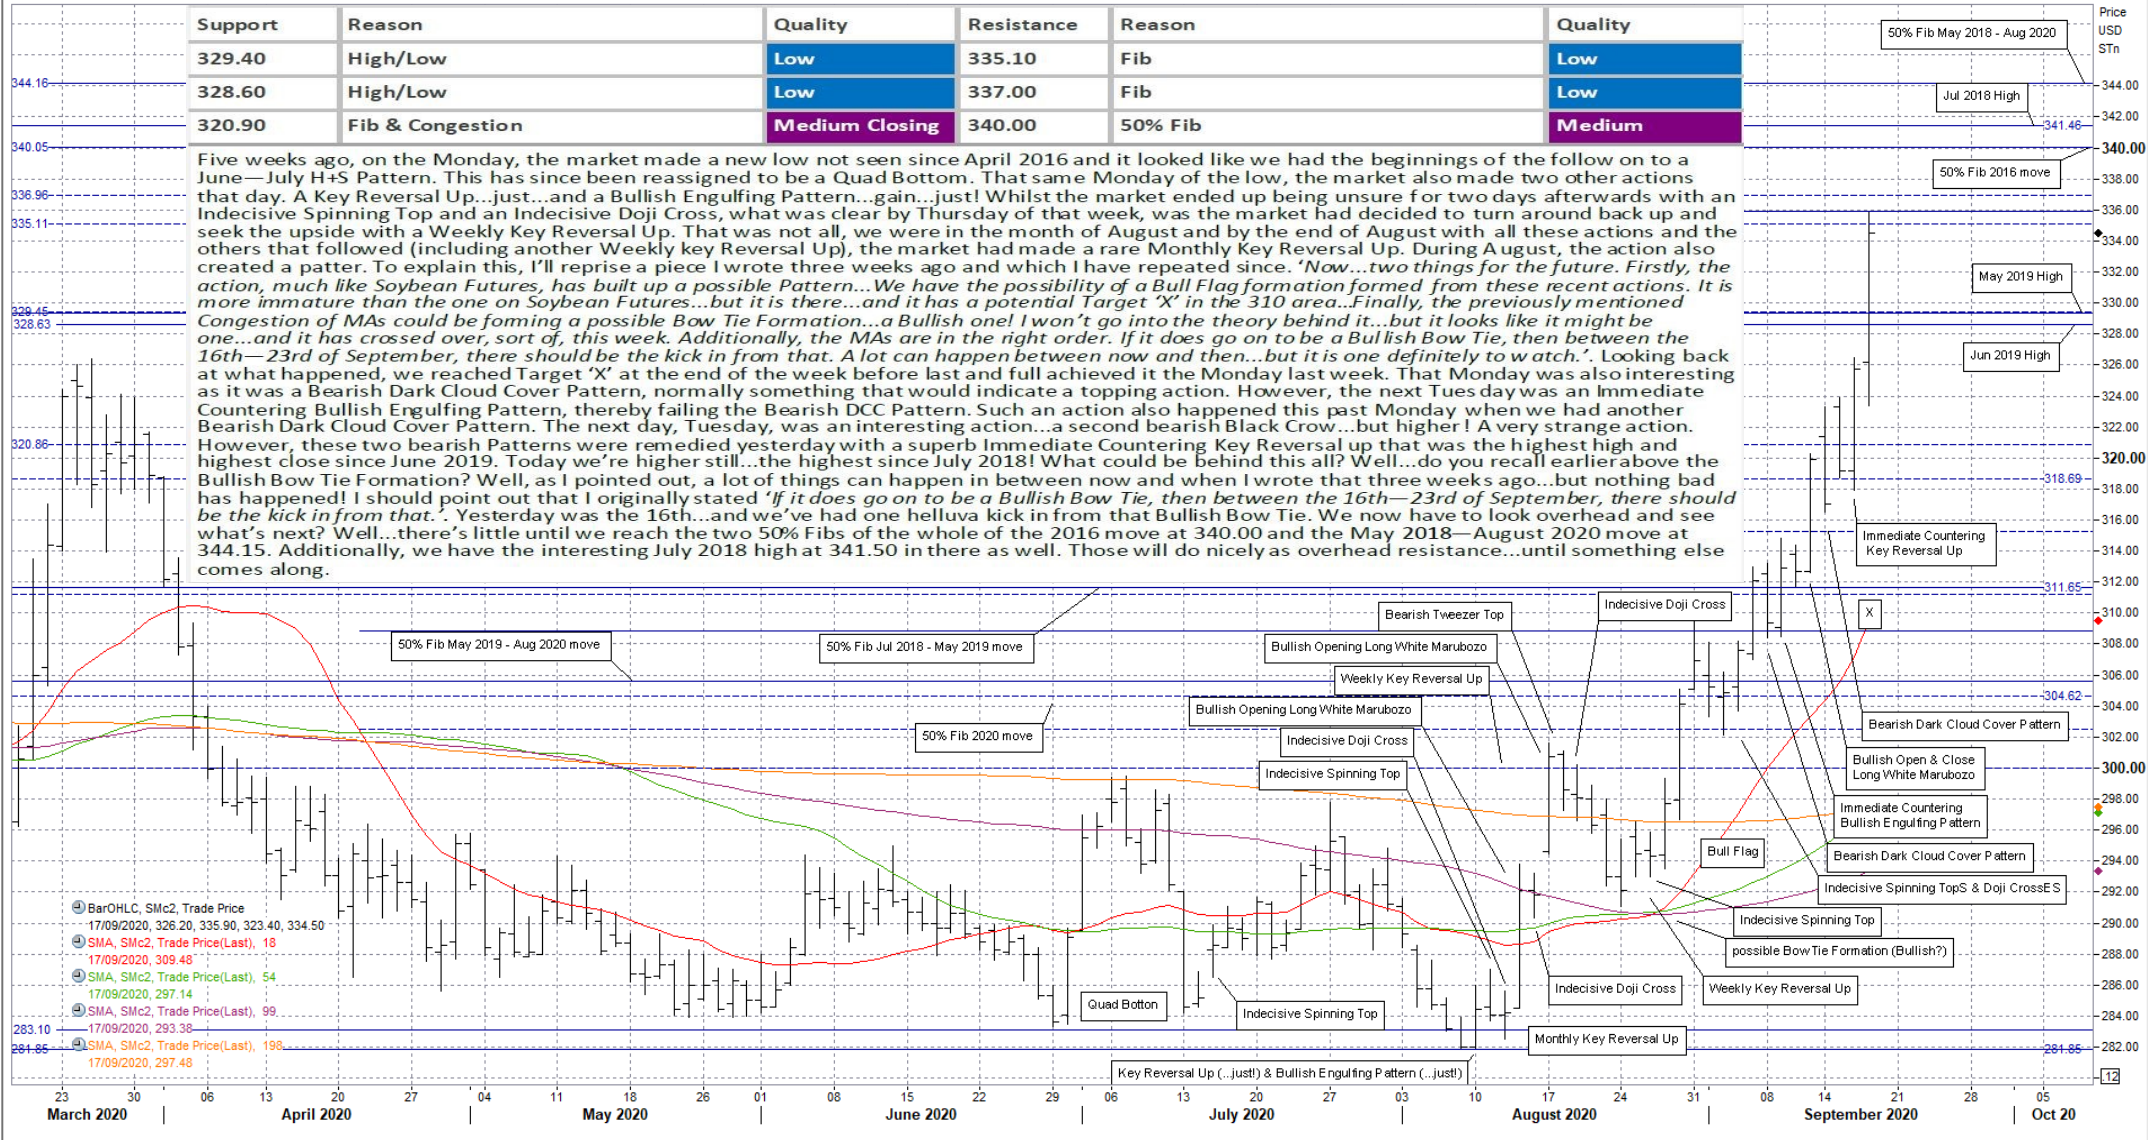 Support Reason Quality Resistance Reason Quality
329.40 High/Low Low 335.10 Fib Low
328.60 High/Low Low 337.00 Fib Low
320.90 Fib & Congestion Medium Closing 340.00 50% Fib Medium
Five weeks ago, on the Monday, the market made a new low not seen since April 2016 and it looked like we had the beginnings of the follow on to a
June—July H+S Pattern. This has since been reassigned to be a Quad Bottom. That same Monday of the low, the market also made two other actions
that day. A Key Reversal Up...just...and a Bullish Engulfing Pattern...gain...just! Whilst the market ended up being unsure for two days afterwards with an
Indecisive Spinning Top and an Indecisive Doji Cross, what was clear by Thursday of that week, was the market had decided to turn around back up and
seek the upside with a Weekly Key Reversal Up. That was not all, we were in the month of August and by the end of August with all these actions and the
others that followed (including another Weekly key Reversal Up), the market had made a rare Monthly Key Reversal Up. During August, the action also
created a patter. To explain this, I'll reprise a piece I wrote three weeks ago and which I have repeated since. ‘Now...two things for the future. Firstly, the
action, much like Soybean Futures, has built up a possible Pattern...We have the possibility of a Bull Flag formation formed from these recent actions. It is
more immature than the one on Soybean Futures...but it is there...and it has a potential Target ‘X’ in the 310 area...Finally, the previously mentioned
Congestion of MAs could be forming a possible Bow Tie Formation...a Bullish one! I won’t go into the theory behind it...but it looks like it might be
one...and it has crossed over, sort of, this week. Additionally, the MAs are in the right order. If it does go on to be a Bullish Bow Tie, then between the
16th—23rd of September, there should be the kick in from that. A lot can happen between now and then...but it is one definitely to watch.’. Looking back
at what happened, we reached Target ‘X’ at the end of the week before last and full achieved it the Monday last week. That Monday was also interesting
as it was a Bearish Dark Cloud Cover Pattern, normally something that would indicate a topping action. However, the next Tuesday was an Immediate
Countering Bullish Engulfing Pattern, thereby failing the Bearish DCC Pattern. Such an action also happened this past Monday when we had another
Bearish Dark Cloud Cover Pattern. The next day, Tuesday, was an interesting action...a second bearish Black Crow...but higher! A very strange action.
However, these two bearish Patterns were remedied yesterday with a superb Immediate Countering Key Reversal up that was the highest high and
highest close since June 2019. Today we’re higher still...the highest since July 2018! What could be behind this all? Well...do you recall earlier above the
Bullish Bow Tie Formation? Well, as I pointed out, a lot of things can happen in between now and when I wrote that three weeks ago...but nothing bad
has happened! I should point out that I originally stated ‘If it does go on to be a Bullish Bow Tie, then between the 16th—23rd of September, there should
be the kick in from that.’. Yesterday was the 16th...and we’ve had one helluva kick in from that Bullish Bow Tie. We now have to look overhead and see
what’s next? Well...there’s little until we reach the two 50% Fibs of the whole of the 2016 move at 340.00 and the May 2018—August 2020 move at
344.15. Additionally, we have the interesting July 2018 high at 341.50 in there as well. Those will do nicely as overhead resistance...until something else
comes along.
344.16
340.05
336.96
335.11
329.45
328.63
320.86
283.10
281.85
Price
USD
STn
344.00
342.00
340.00
338.00
336.00
334.00
332.00
330.00
328.00
326.00
324.00
322.00
320.00
318.00
316.00
314.00
312.00
310.00
308.00
306.00
304.00
302.00
300.00
298.00
296.00
294.00
292.00
290.00
288.00
286.00
284.00
282.00
.12
341.46
318.69
311.65
304.62
281.85
50% Fib May 2018 - Aug 2020
Jul 2018 High
50% Fib 2016 move
May 2019 High
Jun 2019 High
Immediate Countering
Key Reversal Up
X
Bearish Tweezer Top
Indecisive Doji Cross
50% Fib May 2019 - Aug 2020 move
50% Fib Jul 2018 - May 2019 move
Bullish Opening Long White Marubozo
Weekly Key Reversal Up
Bullish Opening Long White Marubozo
50% Fib 2020 move
Indecisive Doji Cross
Indecisive Spinning Top
Bearish Dark Cloud Cover Pattern
Bullish Open & Close
Long White Marubozo
Immediate Countering
Bullish Engulfing Pattern
Bull Flag
Bearish Dark Cloud Cover Pattern
Indecisive Spinning TopS & Doji CrossES
Indecisive Spinning Top
possible Bow Tie Formation (Bullish?)
Indecisive Doji Cross
Weekly Key Reversal Up
Quad Botton
Indecisive Spinning Top
Monthly Key Reversal Up
Key Reversal Up (...just!) & Bullish Engulfing Pattern (...just!)
BarOHLC, SMc2, Trade Price
17/09/2020, 326.20, 335.90, 323.40, 334.50
SMA, SMc2, Trade Price(Last), 18
17/09/2020, 309.48
SMA, SMc2, Trade Price(Last), 54
17/09/2020, 297.14
SMA, SMc2, Trade Price(Last), 99
17/09/2020, 293.38
SMA, SMc2, Trade Price(Last), 198
17/09/2020, 297.48
23 30 06 13 20 27 04 11 18 26 01 08 15 22 29 06 13 20 27 03 10 17 24 31 08 14 21 28 05
March 2020 April 2020 May 2020 June 2020 July 2020 August 2020 September 2020 Oct 20